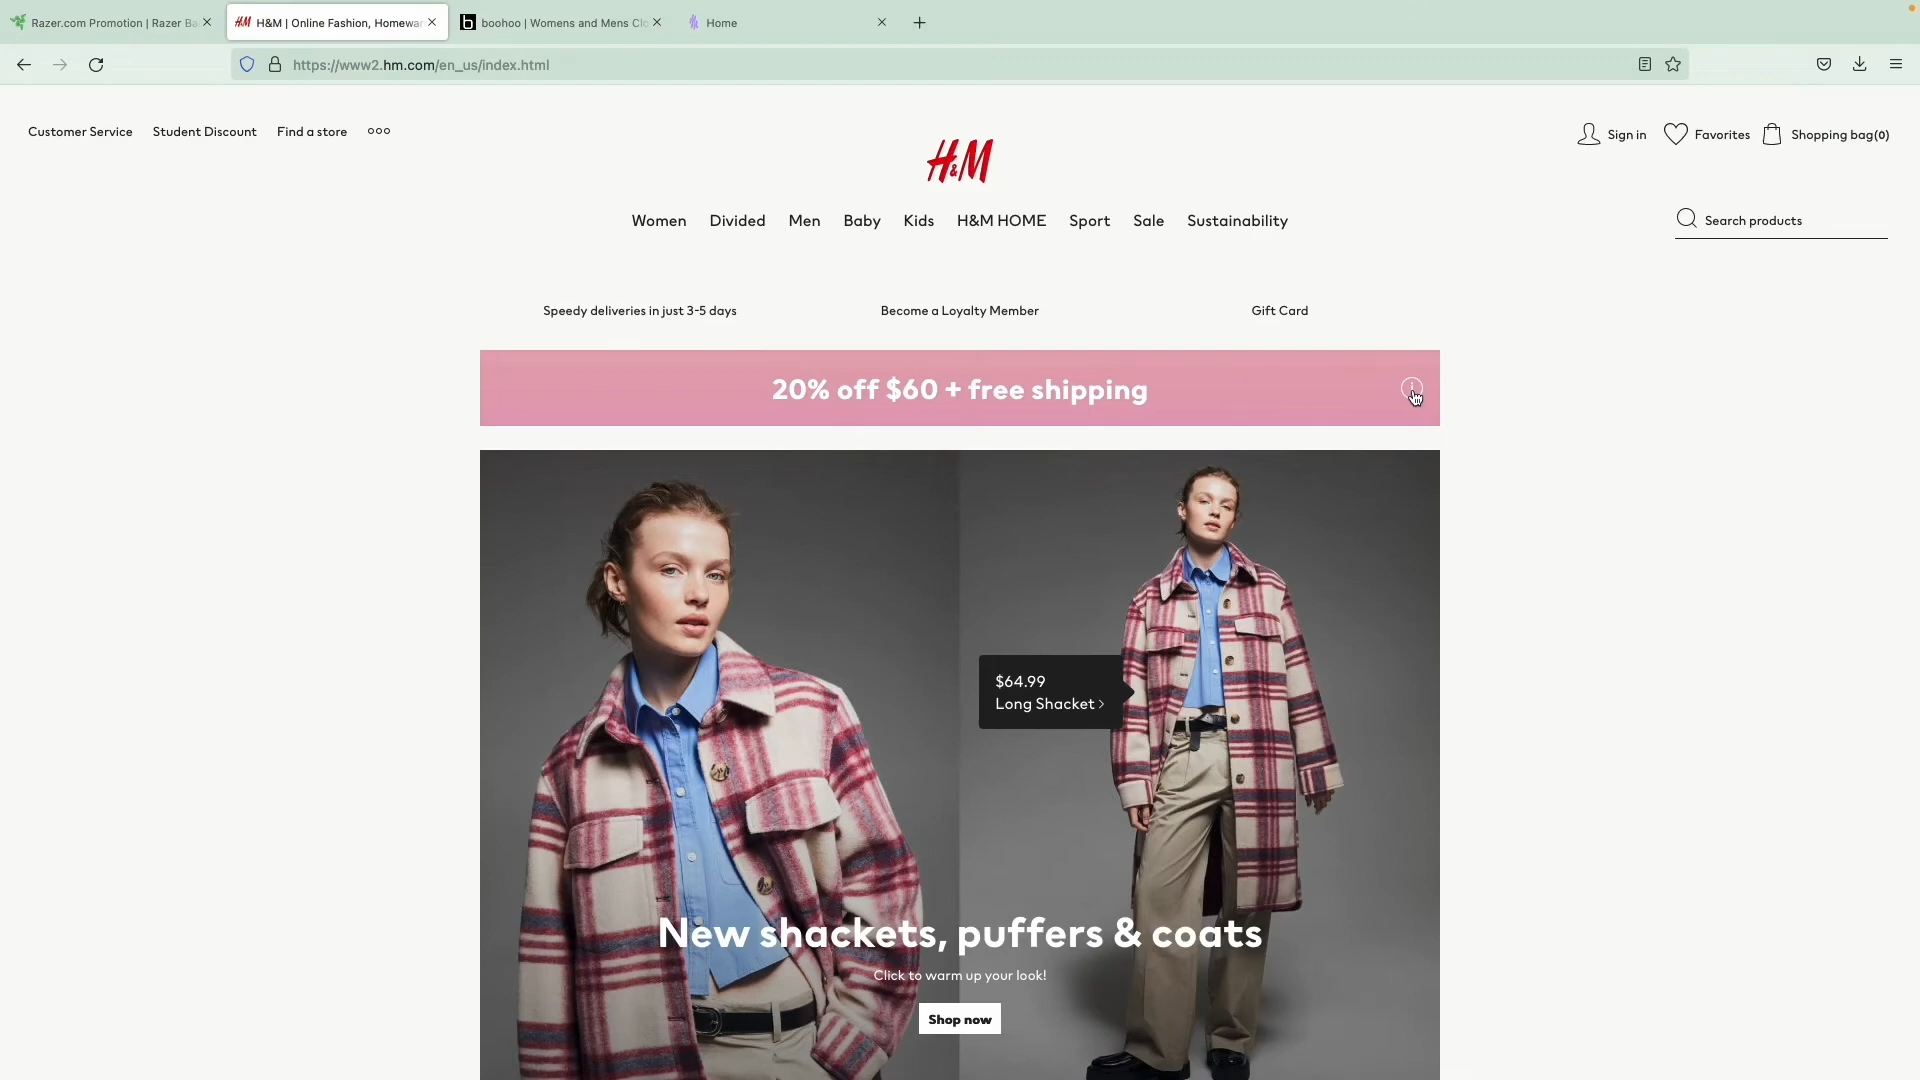 Razer.com Promotion | Razer Ba
H&M | Online Fashion, Homewar
b boohoo | Womens and Mens Clo
Home
https://www2.hm.com/en_us/index.html
Customer Service Student Discount Find a store
Sign in Favorites Shopping bag(0)
H&M
Women Divided Men Baby Kids H&M HOME Sport Sale Sustainability
Search products
Speedy deliveries in just 3-5 days Become a Loyalty Member Gift Card
20% off $60 + free shipping
$64.99
Long Shacket >
New shackets, puffers & coats
Click to warm up your look!
Shop now